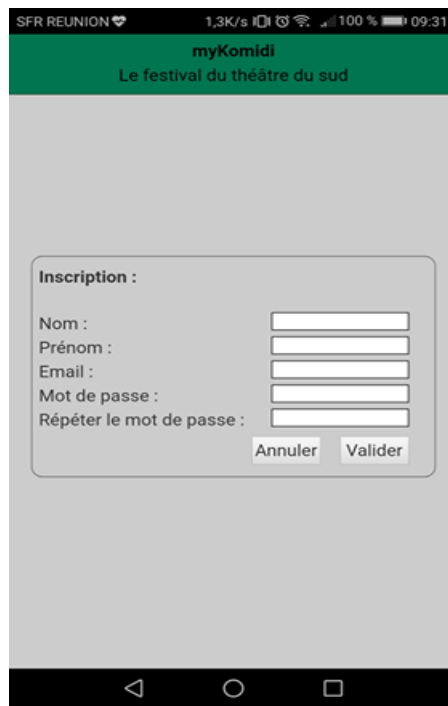 SFR REUNION 1,3K/s 100 % 09:31
myKomidi
Le festival du théâtre du sud
Inscription :
Nom :
Prénom :
Email :
Mot de passe :
Répéter le mot de passe :
Annuler Valider